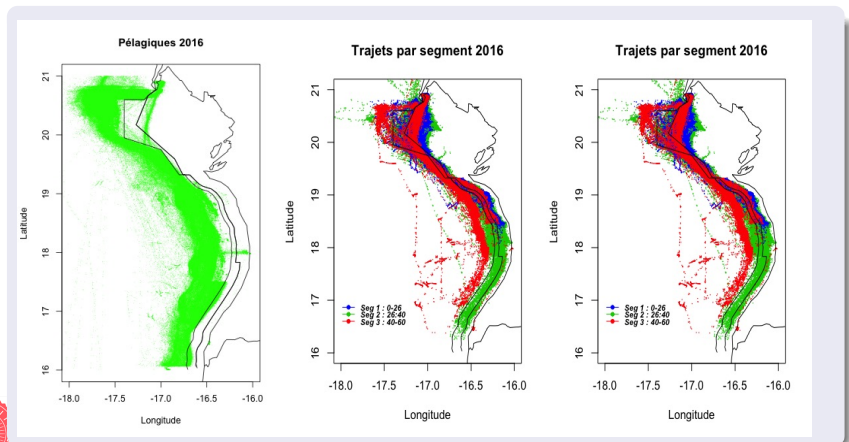 Pélagiques 2016
21
20
19
18
17
16
Latitude
-18.0 -17.5 -17.0 -16.5 -16.0
Longitude
Trajets par segment 2016
21
20
19
18
17
16
Latitude
Seg 1 : 0-26
Seg 2 : 26:40
Seg 3 : 40-60
-18.0 -17.5 -17.0 -16.5 -16.0
Longitude
Trajets par segment 2016
21
20
19
18
17
16
Latitude
Seg 1 : 0-26
Seg 2 : 26:40
Seg 3 : 40-60
-18.0 -17.5 -17.0 -16.5 -16.0
Longitude